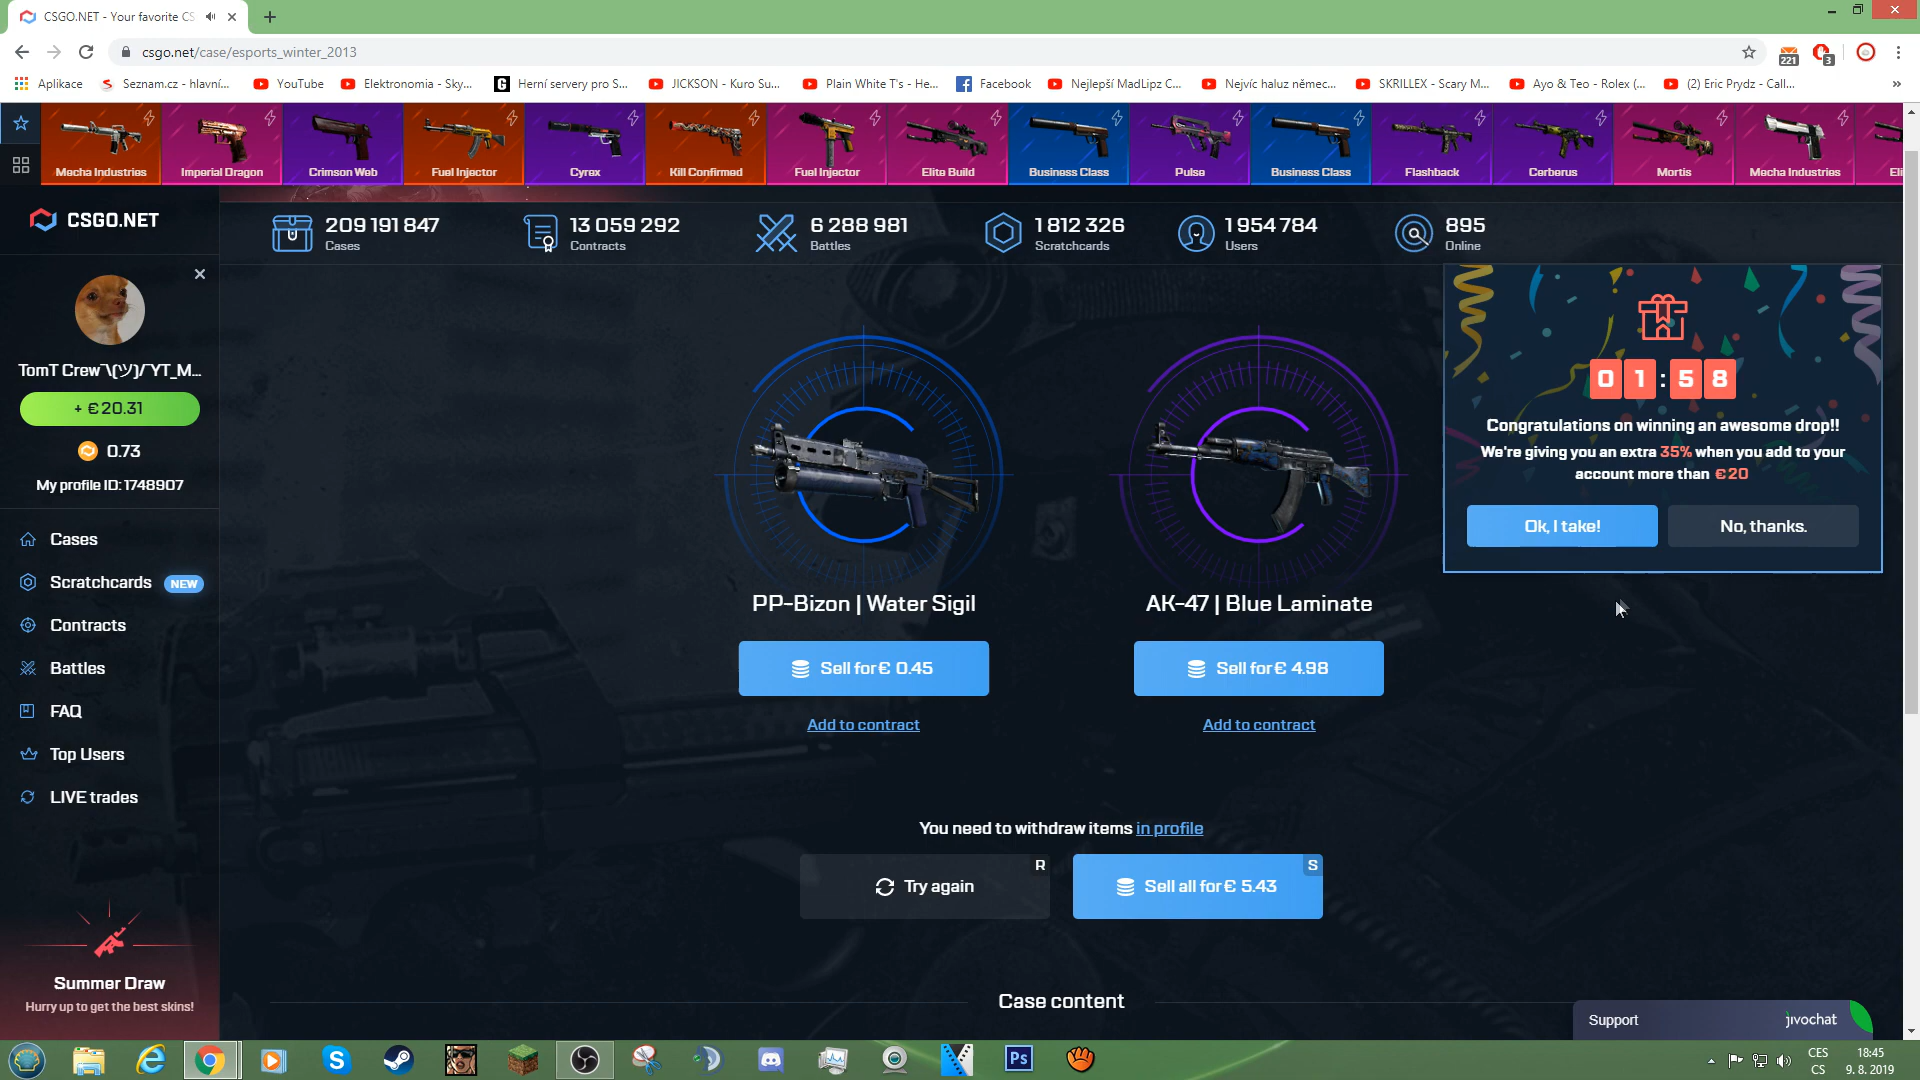 CSGO.NET - Your favorite CS
csgo.net/case/esports_winter_2013
221
3
Aplikace
Seznam.cz - hlavní...
YouTube
Elektronomia - Sky...
Herní servery pro S...
JICKSON - Kuro Su...
Plain White T's - He...
Facebook
Nejlepší MadLipz C...
Nejvíc haluz němec...
SKRILLEX - Scary M...
Ayo & Teo - Rolex (...
(2) Eric Prydz - Call...
Mecha Industries
Imperial Dragon
Crimson Web
Fuel Injector
Cyrex
Kill Confirmed
Fuel Injector
Elite Build
Business Class
Pulse
Business Class
Flashback
Cerberus
Mortis
Mecha Industries
CSGO.NET
209 191 847
Cases
13 059 292
Contracts
6 288 981
Battles
1 812 326
Scratchcards
1 954 784
Users
895
Online
TomT Crew ̄\(ツ)/ ̄YT_M...
+ € 20.31
0.73
My profile ID: 1748907
Cases
Scratchcards NEW
Contracts
Battles
FAQ
Top Users
LIVE trades
Summer Draw
Hurry up to get the best skins!
01:58
Congratulations on winning an awesome drop!!
We're giving you an extra 35% when you add to your
account more than € 20
Ok, I take!
No, thanks.
PP-Bizon | Water Sigil
Sell for € 0.45
Add to contract
AK-47 | Blue Laminate
Sell for € 4.98
Add to contract
You need to withdraw items in profile
Try again
R
Sell all for € 5.43
S
Case content
Support
jivochat
Ps
CES
CS
18:45
9. 8. 2019